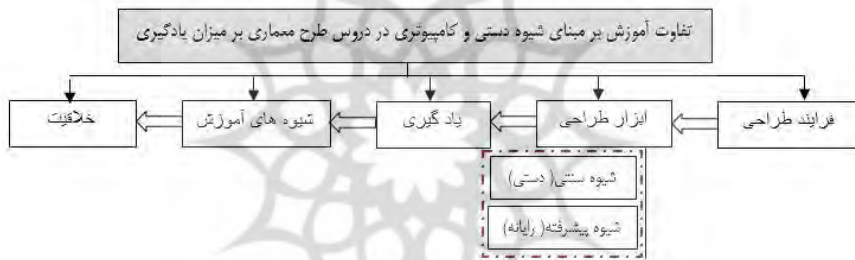 تفاوت آموزش بر مبنای شیوه دستی و کامپیوتری در دروس طرح معماری بر میزان یادگیری
فرایند طراحی
ابزار طراحی
یاد گیری
شیوه های آموزش
خلاقیت
شیوه سنتی( دستی)
شیوه پیشرفته( رایانه)